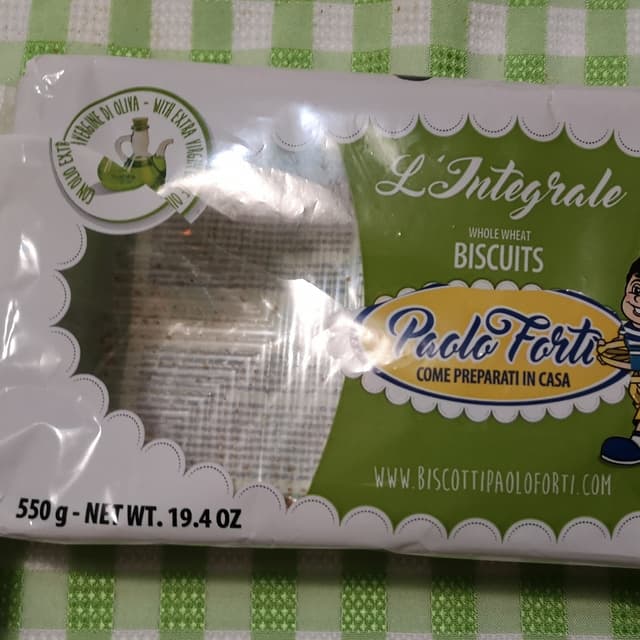 CON OLIO EXTRA VERGINE DI OLIVA - WITH EXTRA
L'Integrale
WHOLE WHEAT
BISCUITS
Paolo Forti
COME PREPARATI IN CASA
WWW.BISCOTTIPAOLOFORTI.COM
550 g - NET WT. 19.4 OZ